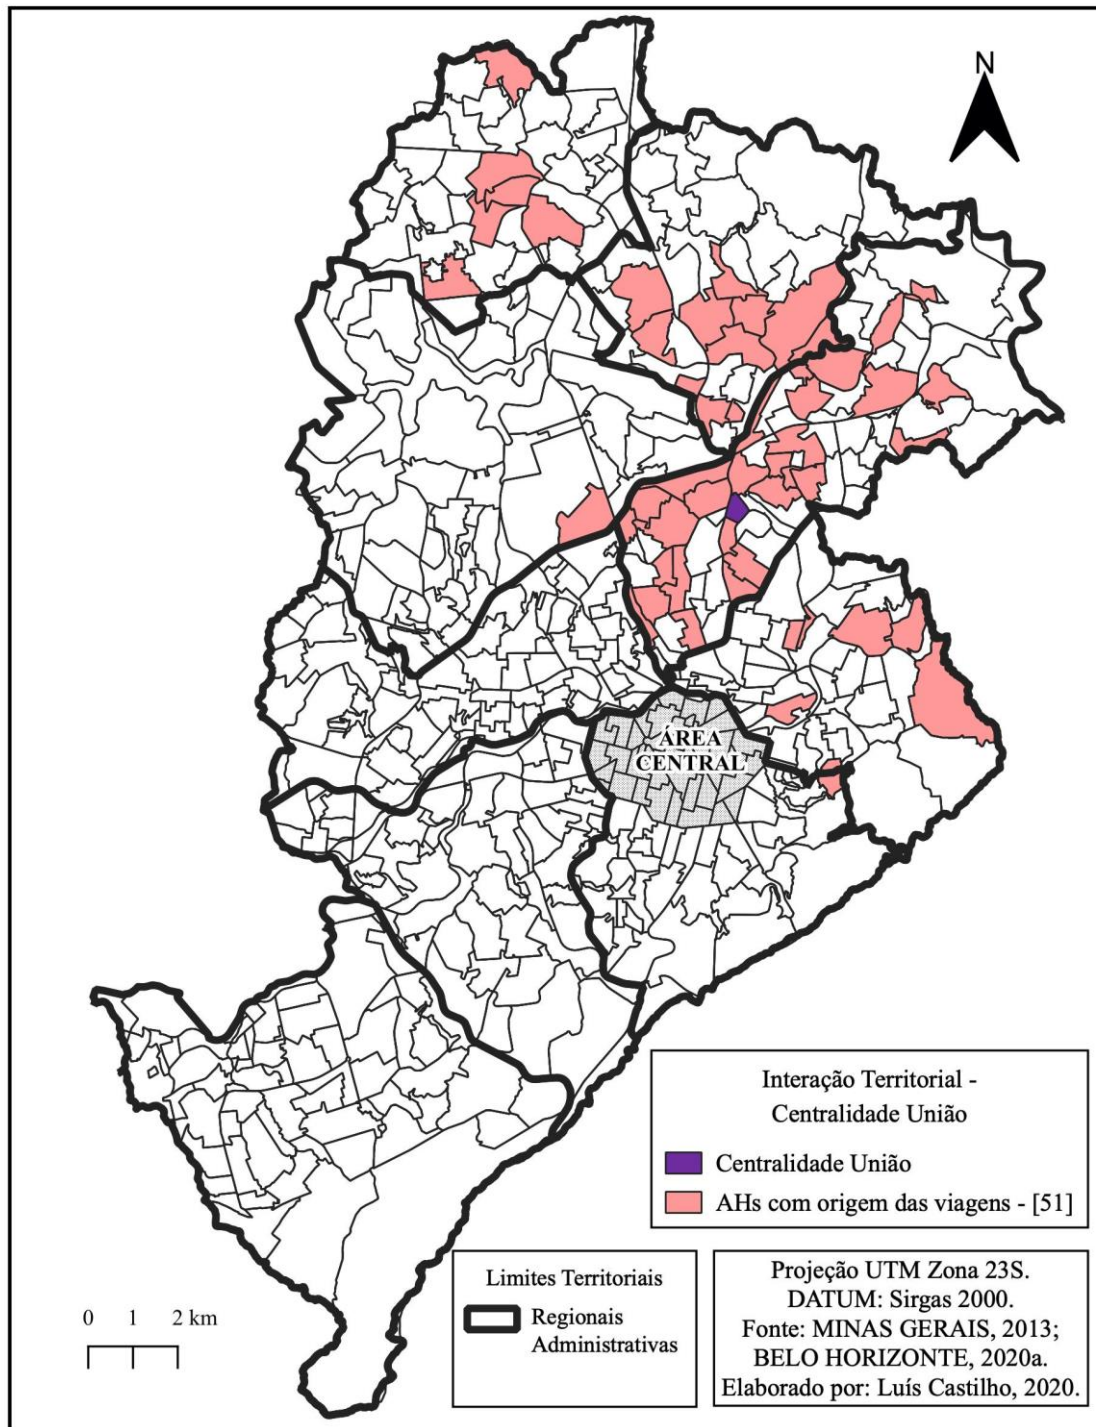 N
ÁREA
CENTRAL
Interação Territorial -
Centralidade União
Centralidade União
AHs com origem das viagens - [51]
Limites Territoriais
Regionais
Administrativas
Projeção UTM Zona 23S.
DATUM: Sirgas 2000.
Fonte: MINAS GERAIS, 2013;
BELO HORIZONTE, 2020a.
Elaborado por: Luís Castilho, 2020.
0 1 2 km